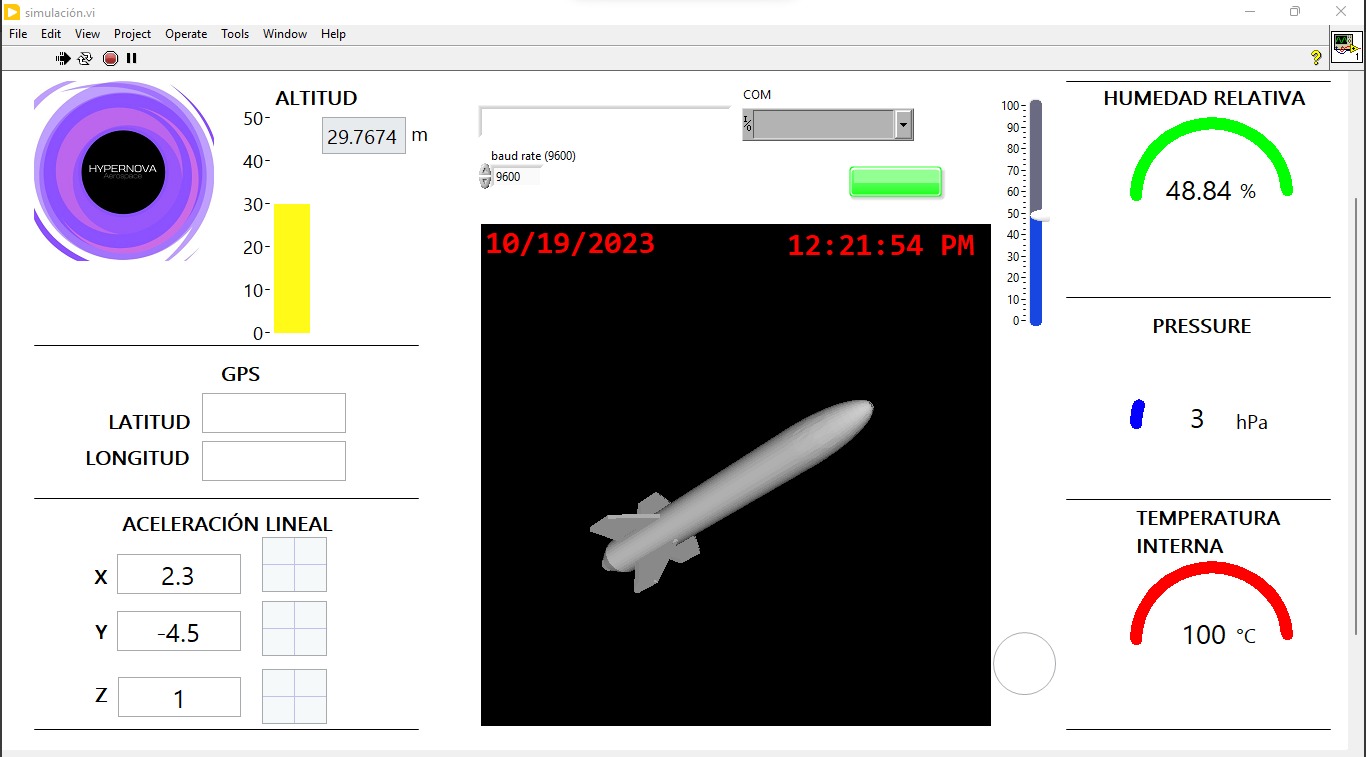 simulación.vi
File Edit View Project Operate Tools Window Help
1
HYPERNOVA
Aerospace
ALTITUD
29.7674 m
50
40
30
20
10
0
GPS
LATITUD
LONGITUD
ACELERACIÓN LINEAL
X 2.3
Y -4.5
Z 1
COM
I/O
baud rate (9600)
9600
10/19/2023 12:21:54 PM
100
90
80
70
60
50
40
30
20
10
0
HUMEDAD RELATIVA
48.84 %
PRESSURE
3 hPa
TEMPERATURA
INTERNA
100 °C